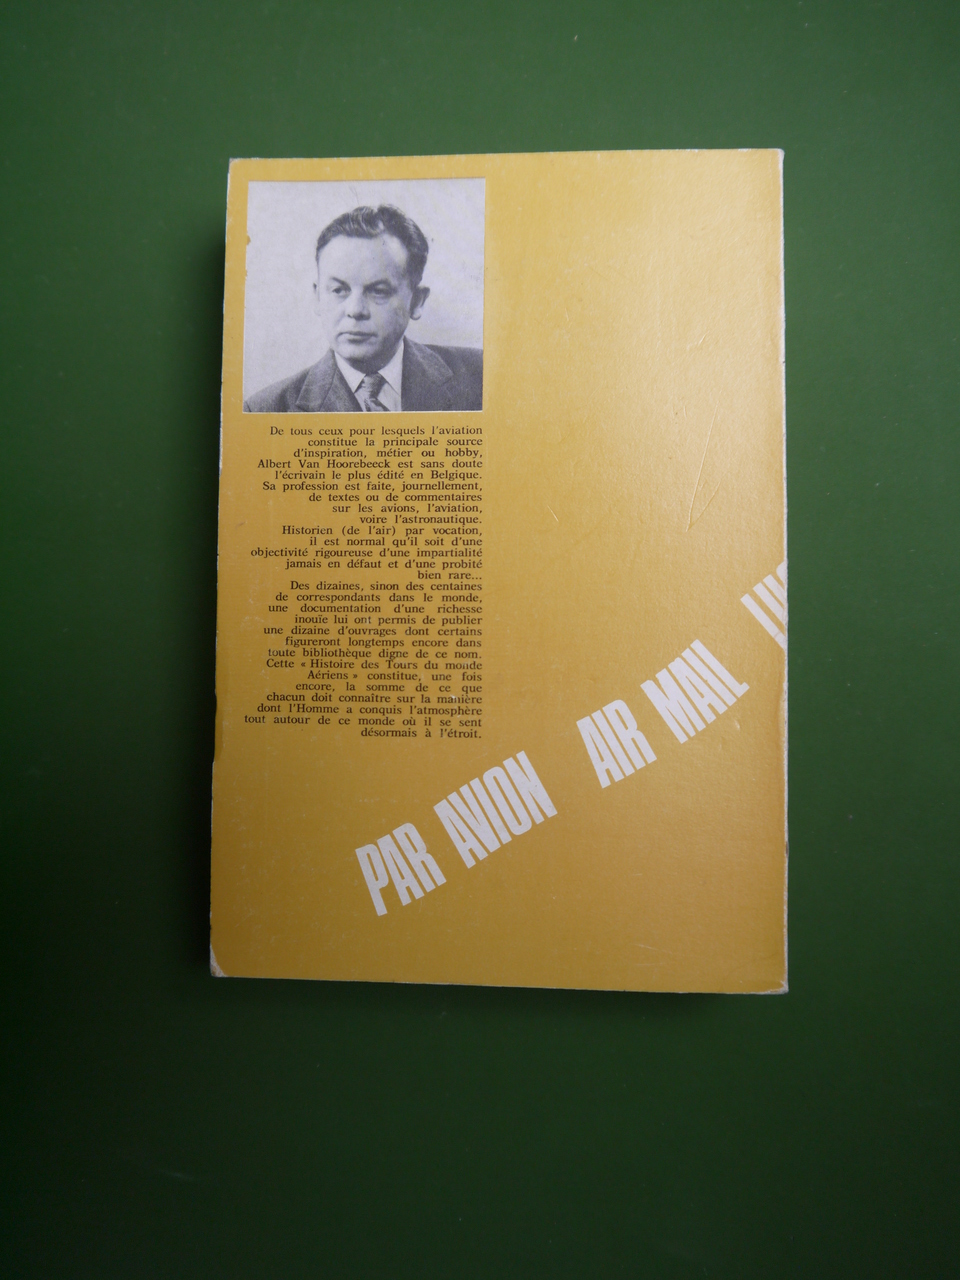 De tous ceux pour lesquels l'aviation
constitue la principale source
d'inspiration, métier ou hobby,
Albert Van Hoorebeeck est sans doute
l'écrivain le plus édité en Belgique.
Sa profession est faite, journellement,
de textes ou de commentaires
sur les avions, l'aviation,
voire l'astronautique.
Historien (de l'air) par vocation,
il est normal qu'il soit d'une
objectivité rigoureuse d'une impartialité
jamais en défaut et d'une probité
bien rare...
Des dizaines, sinon des centaines
de correspondants dans le monde,
une documentation d'une richesse
inouïe lui ont permis de publier
une dizaine d'ouvrages dont certains
figureront longtemps encore dans
toute bibliothèque digne de ce nom.
Cette « Histoire des Tours du monde
Aériens » constitue, une fois
encore, la somme de ce que
chacun doit connaître sur la manière
dont l'Homme a conquis l'atmosphère
tout autour de ce monde où il se sent
désormais à l'étroit.
PAR AVION AIR MAIL